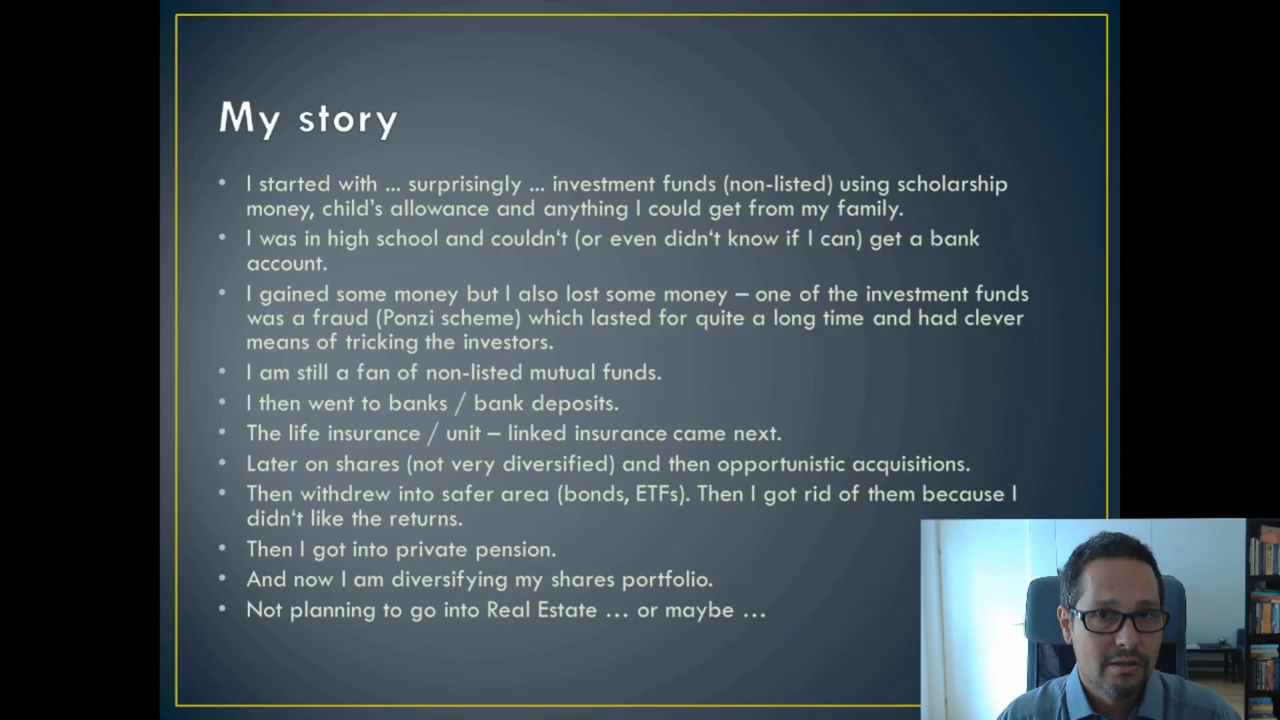 My story
• I started with ... surprisingly ... investment funds (non-listed) using scholarship
money, child's allowance and anything I could get from my family.
• I was in high school and couldn‘t (or even didn‘t know if I can) get a bank
account.
• I gained some money but I also lost some money – one of the investment funds
was a fraud (Ponzi scheme) which lasted for quite a long time and had clever
means of tricking the investors.
• I am still a fan of non-listed mutual funds.
• I then went to banks / bank deposits.
• The life insurance / unit – linked insurance came next.
• Later on shares (not very diversified) and then opportunistic acquisitions.
• Then withdrew into safer area (bonds, ETFs). Then I got rid of them because I
didn‘t like the returns.
• Then I got into private pension.
• And now I am diversifying my shares portfolio.
• Not planning to go into Real Estate … or maybe …